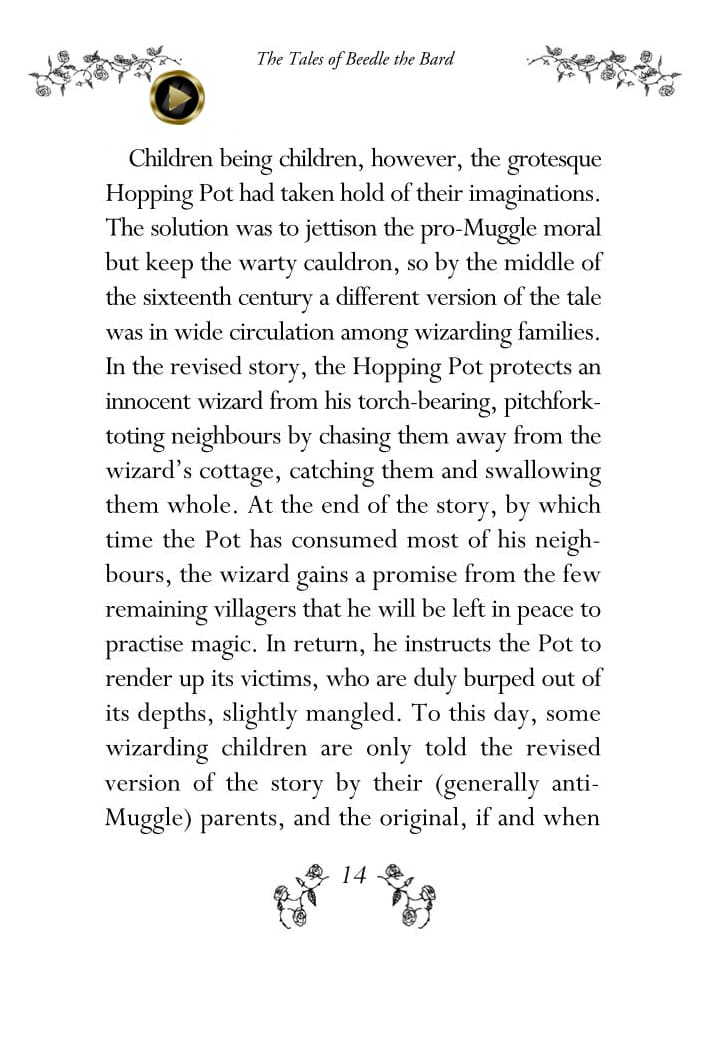 The Tales of Beedle the Bard
Children being children, however, the grotesque
Hopping Pot had taken hold of their imaginations.
The solution was to jettison the pro-Muggle moral
but keep the warty cauldron, so by the middle of
the sixteenth century a different version of the tale
was in wide circulation among wizarding families.
In the revised story, the Hopping Pot protects an
innocent wizard from his torch-bearing, pitchfork-
toting neighbours by chasing them away from the
wizard’s cottage, catching them and swallowing
them whole. At the end of the story, by which
time the Pot has consumed most of his neigh-
bours, the wizard gains a promise from the few
remaining villagers that he will be left in peace to
practise magic. In return, he instructs the Pot to
render up its victims, who are duly burped out of
its depths, slightly mangled. To this day, some
wizarding children are only told the revised
version of the story by their (generally anti-
Muggle) parents, and the original, if and when
14